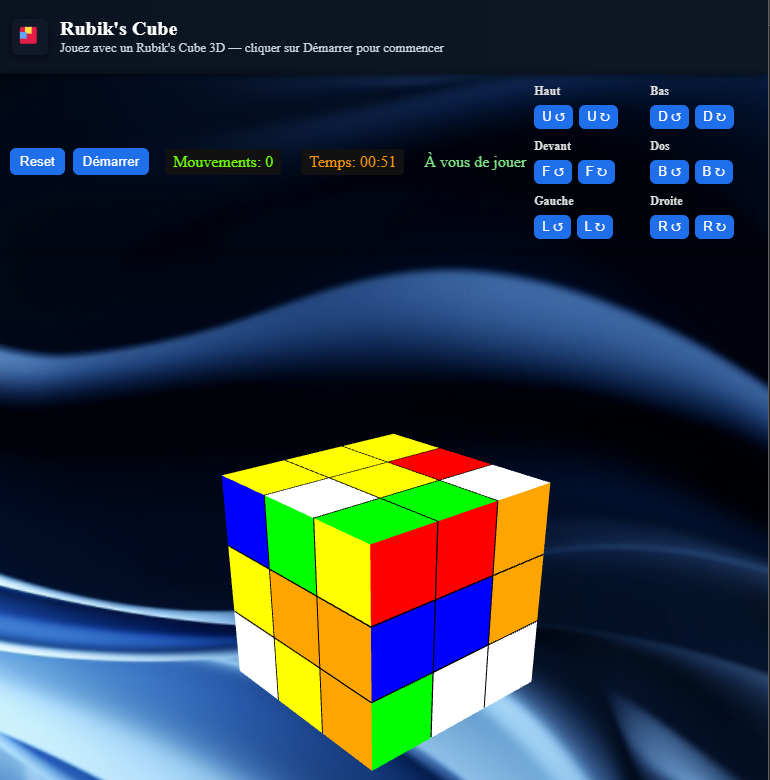 Rubik's Cube
Jouez avec un Rubik's Cube 3D — cliquer sur Démarrer pour commencer
Reset Démarrer Mouvements: 0 Temps: 00:51 À vous de jouer
Haut Bas
U ↺ U ↻ D ↺ D ↻
Devant Dos
F ↺ F ↻ B ↺ B ↻
Gauche Droite
L ↺ L ↻ R ↺ R ↻